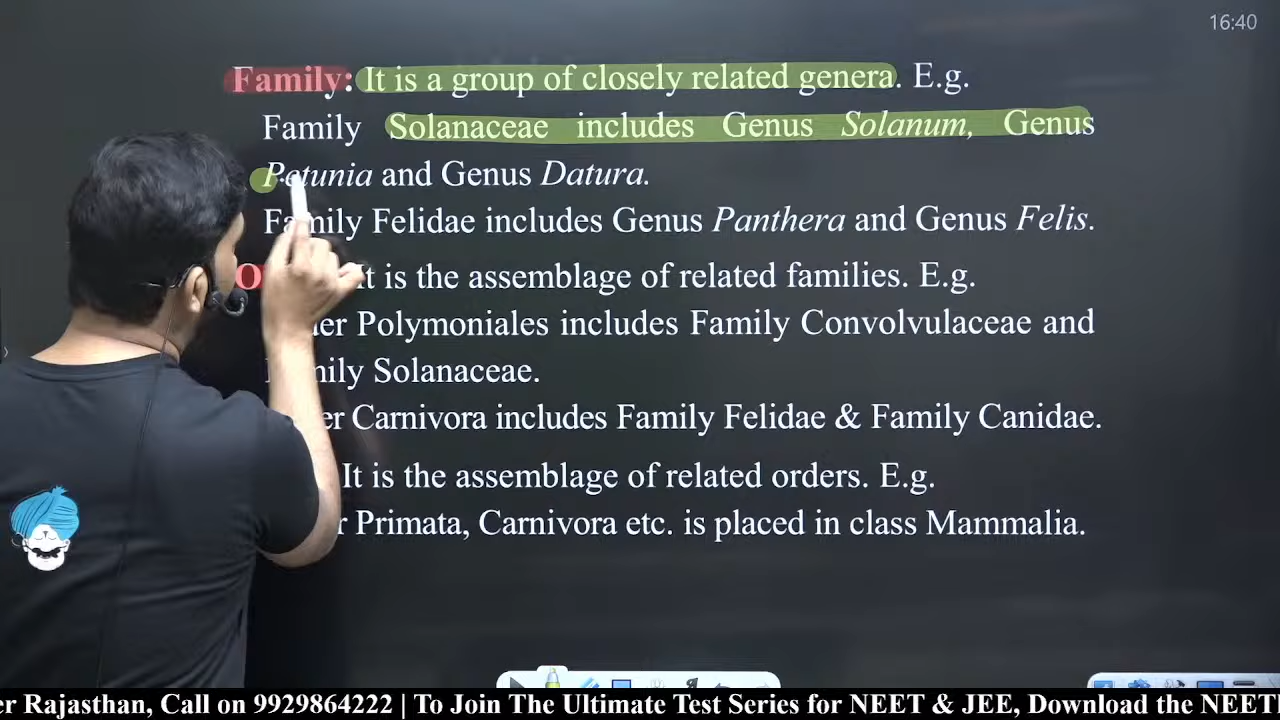 16:40
Family: It is a group of closely related genera. E.g.
Family Solanaceae includes Genus Solanum, Genus
Petunia and Genus Datura.
Family Felidae includes Genus Panthera and Genus Felis.
It is the assemblage of related families. E.g.
Polymoniales includes Family Convolvulaceae and
Solanaceae.
Carnivora includes Family Felidae & Family Canidae.
It is the assemblage of related orders. E.g.
Primata, Carnivora etc. is placed in class Mammalia.
Rajasthan, Call on 9929864222 | To Join The Ultimate Test Series for NEET & JEE, Download the